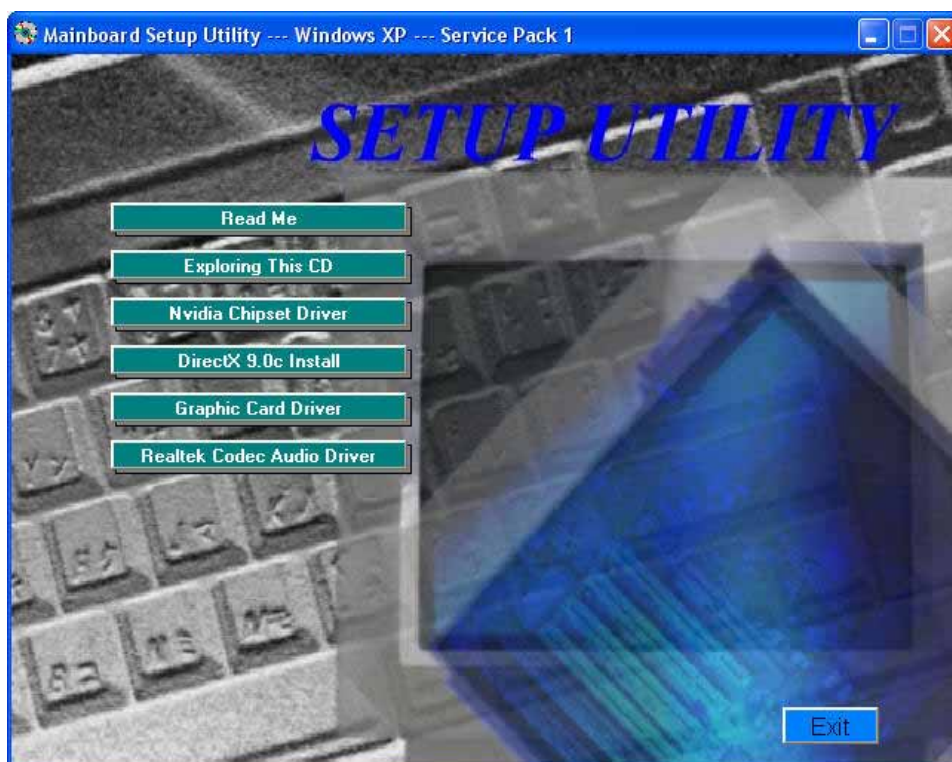 Mainboard Setup Utility --- Windows XP --- Service Pack 1
SETUP UTILITY
Read Me
Exploring This CD
Nvidia Chipset Driver
DirectX 9.0c Install
Graphic Card Driver
Realtek Codec Audio Driver
Exit